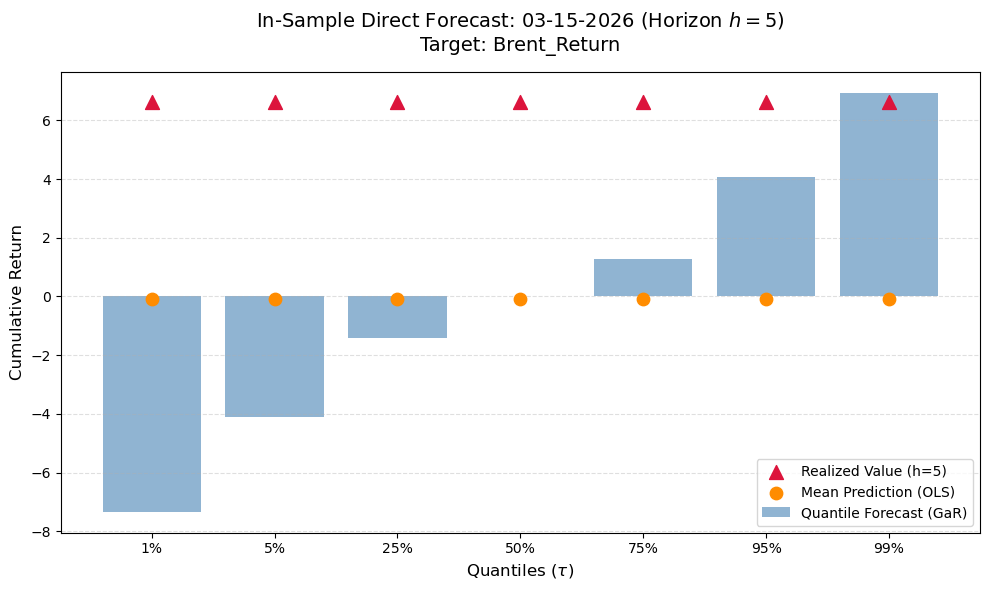 In-Sample Direct Forecast: 03-15-2026 (Horizon h = 5)
Target: Brent_Return
Cumulative Return
6
4
2
0
−2
−4
−6
−8
Realized Value (h=5)
Mean Prediction (OLS)
Quantile Forecast (GaR)
1%
5%
25%
50%
75%
95%
99%
Quantiles (τ)